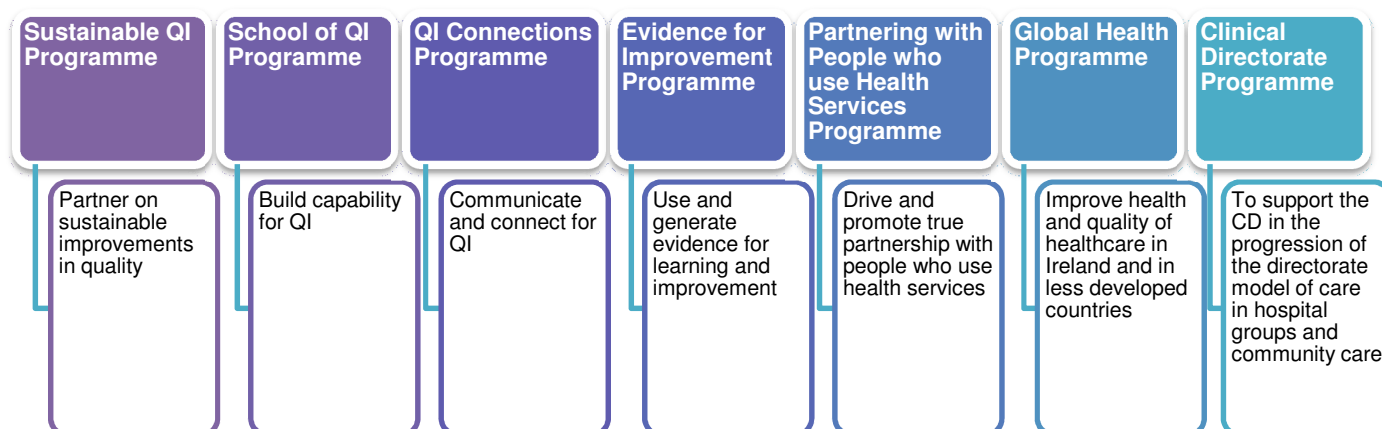 Sustainable QI
Programme
School of QI
Programme
QI Connections
Programme
Evidence for
Improvement
Programme
Partnering with
People who
use Health
Services
Programme
Global Health
Programme
Clinical
Directorate
Programme
Partner on
sustainable
improvements
in quality
Build capability
for QI
Communicate
and connect for
QI
Use and
generate
evidence for
learning and
improvement
Drive and
promote true
partnership with
people who use
health services
Improve health
and quality of
healthcare in
Ireland and in
less developed
countries
To support the
CD in the
progression of
the directorate
model of care
in hospital
groups and
community care